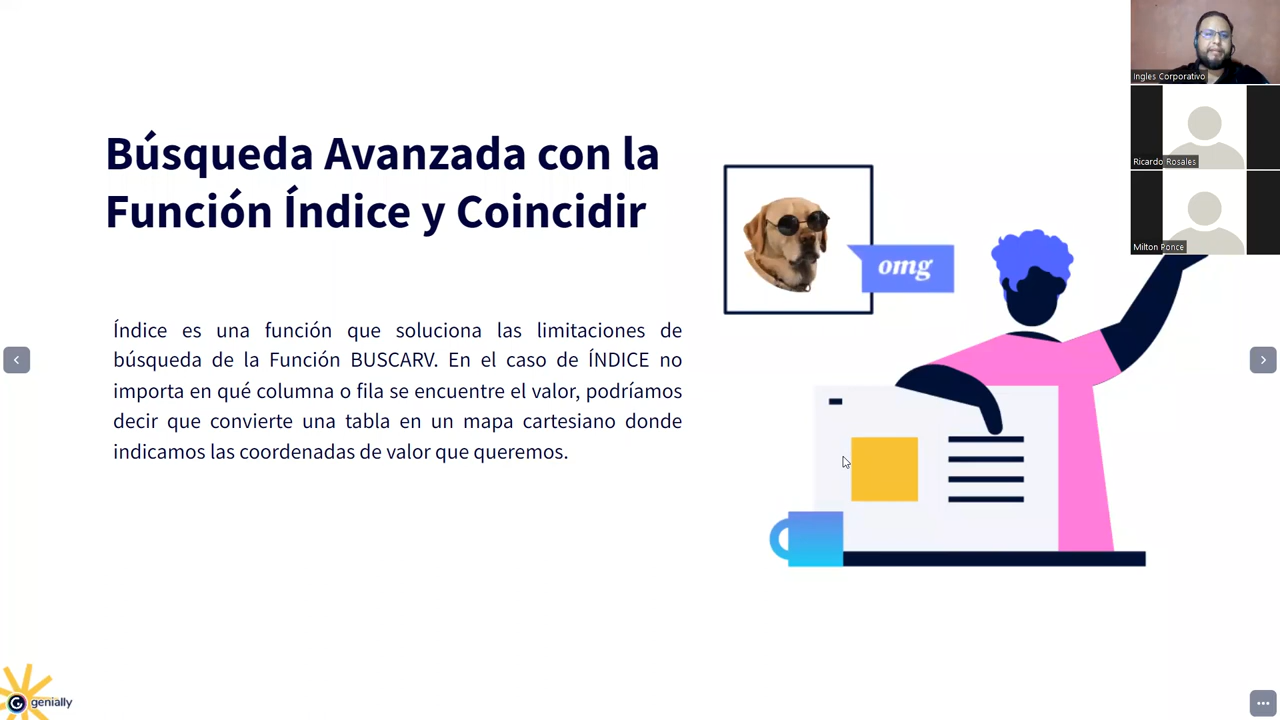 Búsqueda Avanzada con la
Función Índice y Coincidir
omg
Índice es una función que soluciona las limitaciones de
búsqueda de la Función BUSCARV. En el caso de ÍNDICE no
importa en qué columna o fila se encuentre el valor, podríamos
decir que convierte una tabla en un mapa cartesiano donde
indicamos las coordenadas de valor que queremos.
Ingles Corporativo
Ricardo Rosales
Milton Ponce
genially